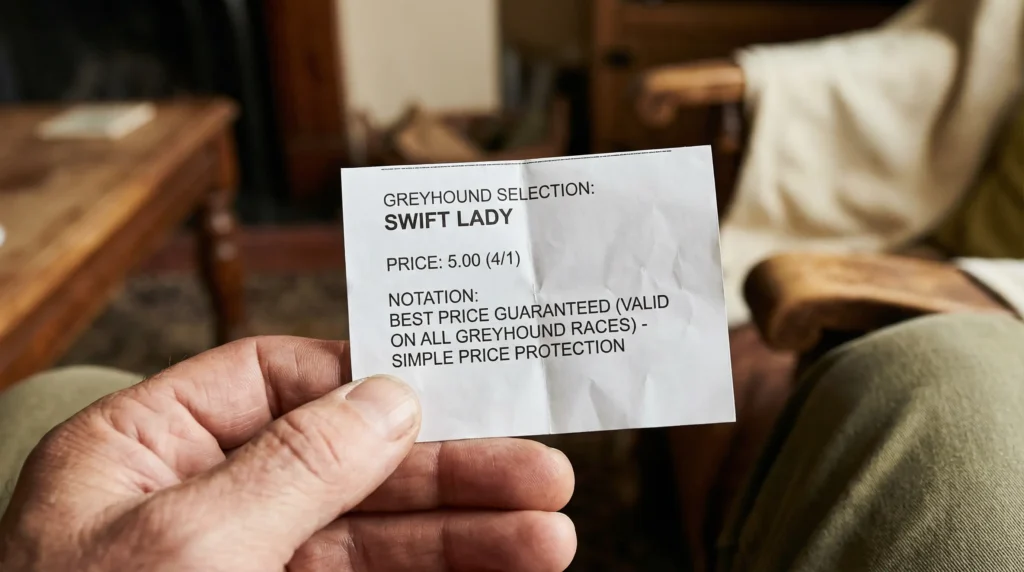 GREYHOUND SELECTION:
SWIFT LADY
PRICE: 5.00 (4/1)
NOTATION:
BEST PRICE GUARANTEED (VALID
ON ALL GREYHOUND RACES) -
SIMPLE PRICE PROTECTION